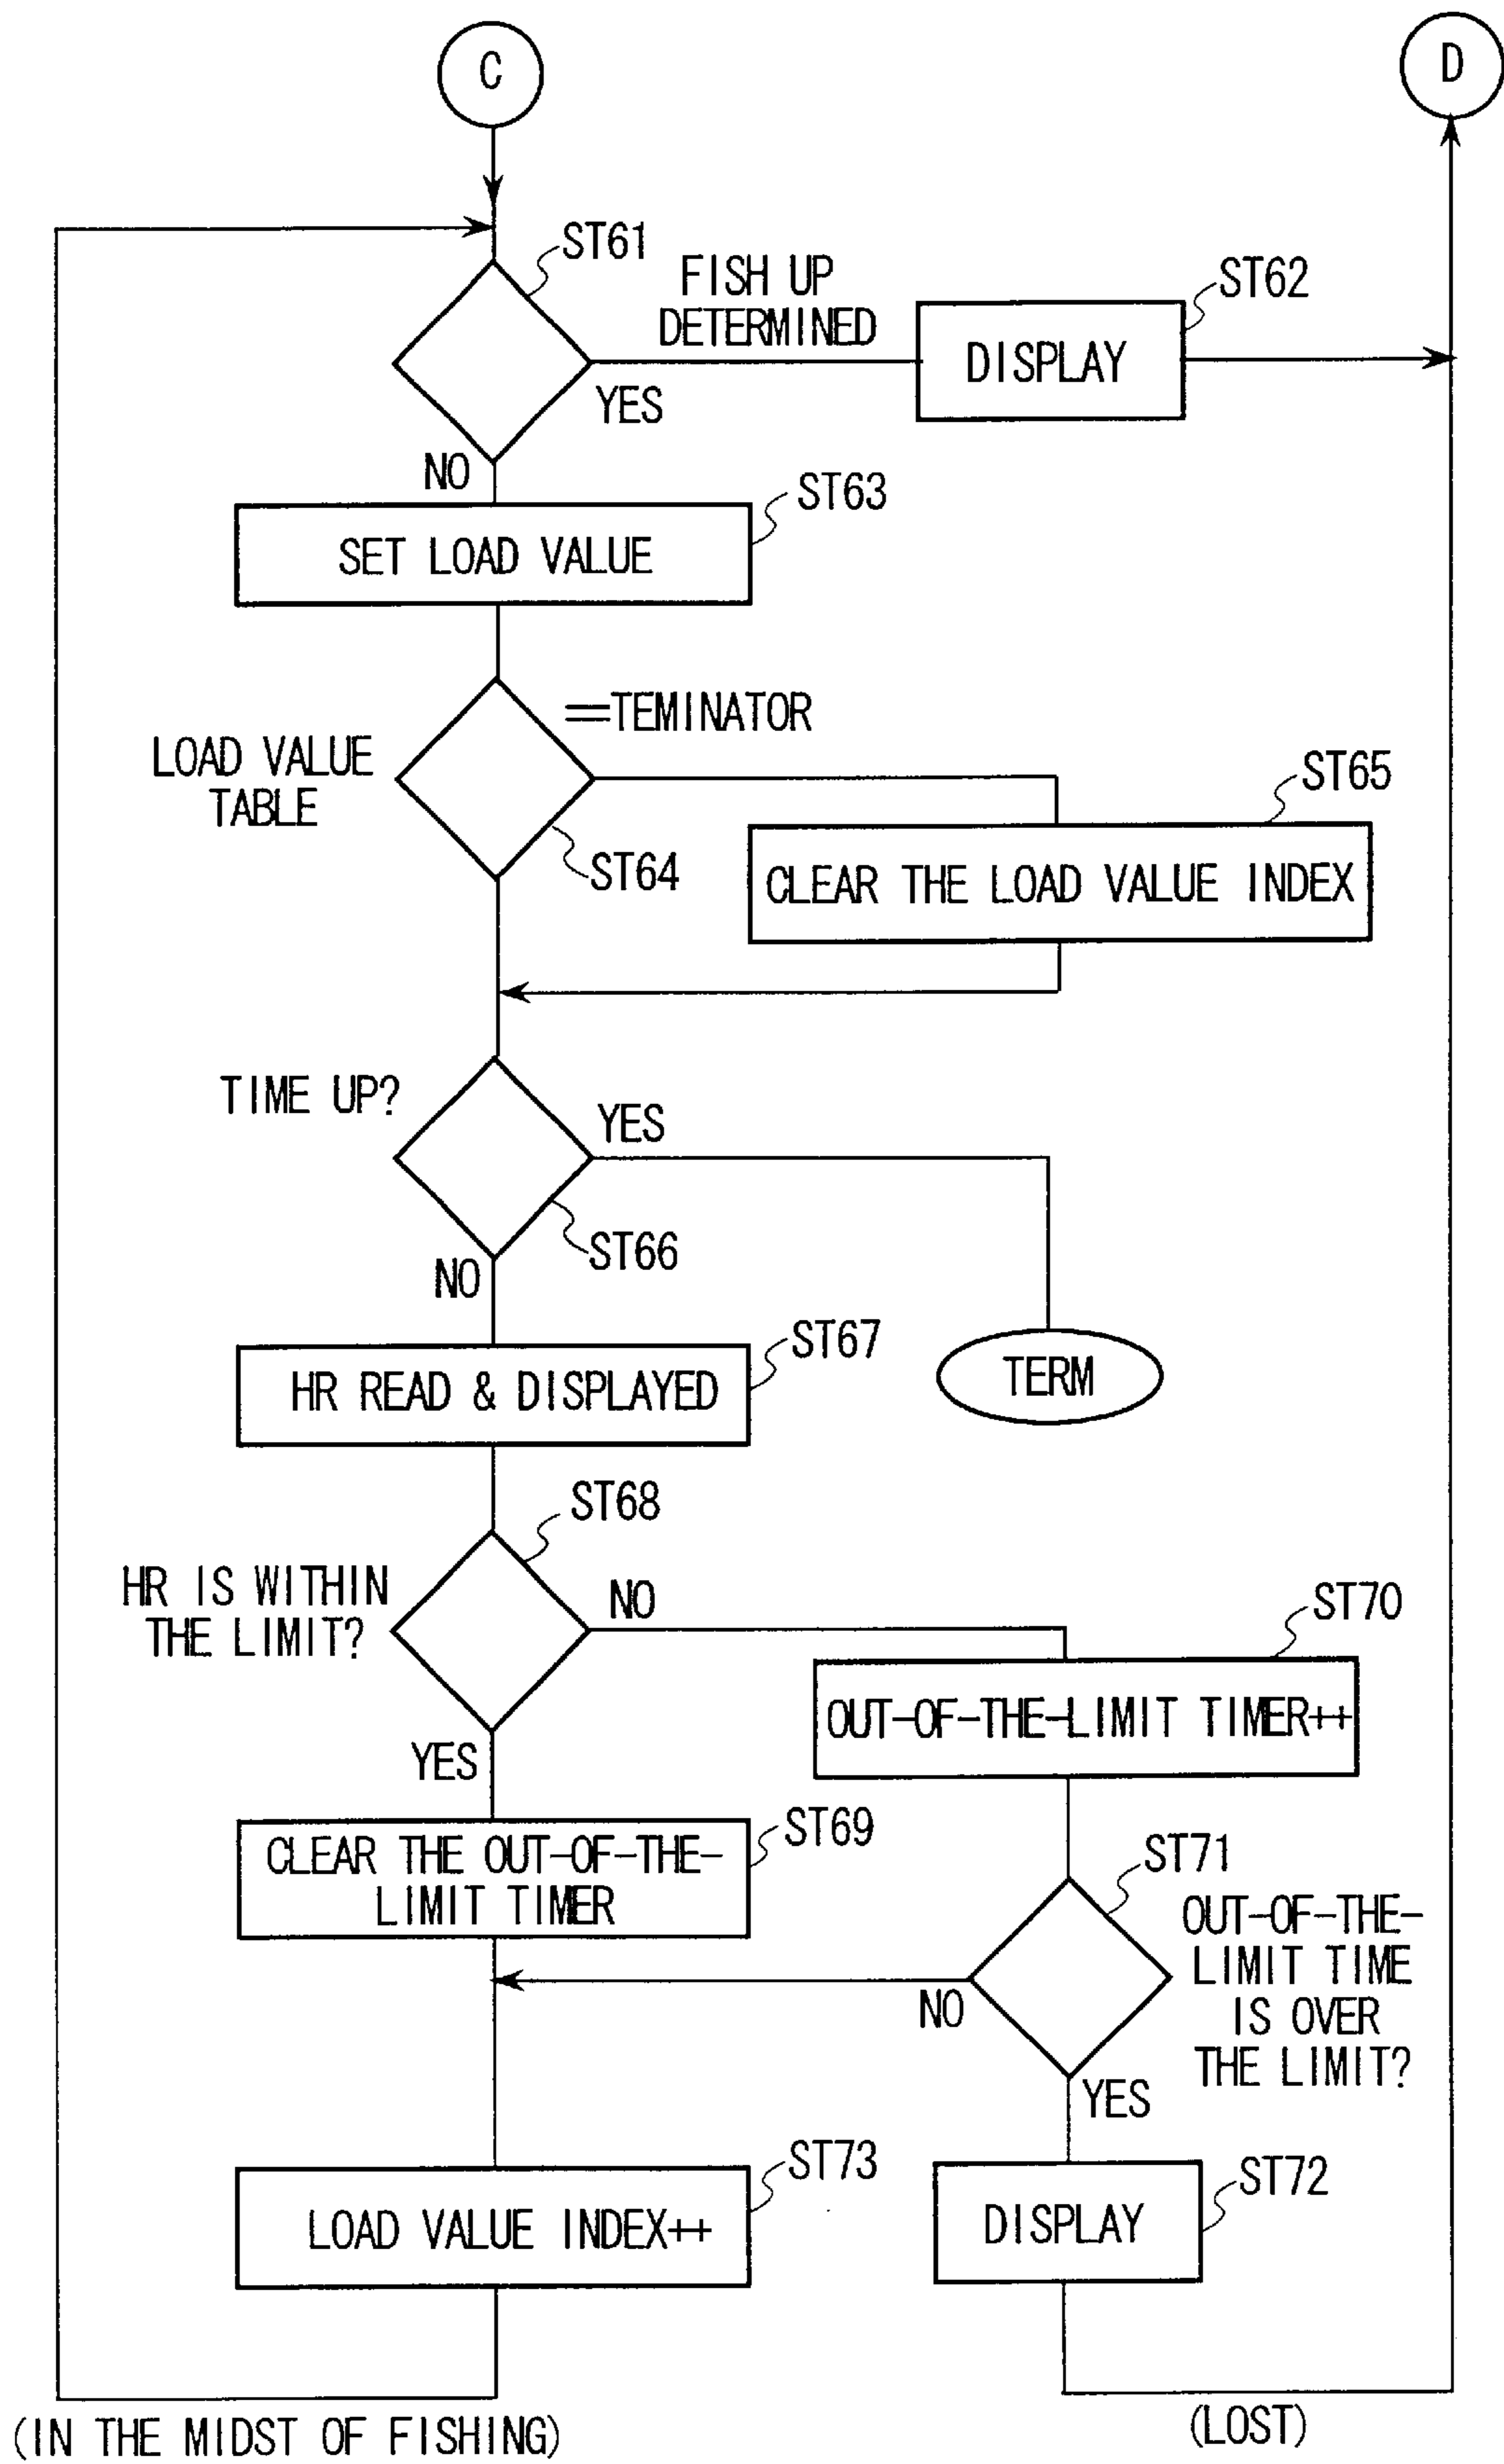 C
D
ST61
FISH UP
DETERMINED
ST62
DISPLAY
YES
NO
ST63
SET LOAD VALUE
=TEMINATOR
LOAD VALUE
TABLE
ST65
ST64
CLEAR THE LOAD VALUE INDEX
TIME UP?
YES
ST66
NO
ST67
HR READ & DISPLAYED
TERM
ST68
HR IS WITHIN
THE LIMIT?
NO
ST70
OUT-OF-THE-LIMIT TIMER++
YES
ST69
CLEAR THE OUT-OF-THE-
LIMIT TIMER
ST71
OUT-OF-THE-
LIMIT TIME
IS OVER
THE LIMIT?
NO
YES
ST73
LOAD VALUE INDEX++
ST72
DISPLAY
(IN THE MIDST OF FISHING)
(LOST)